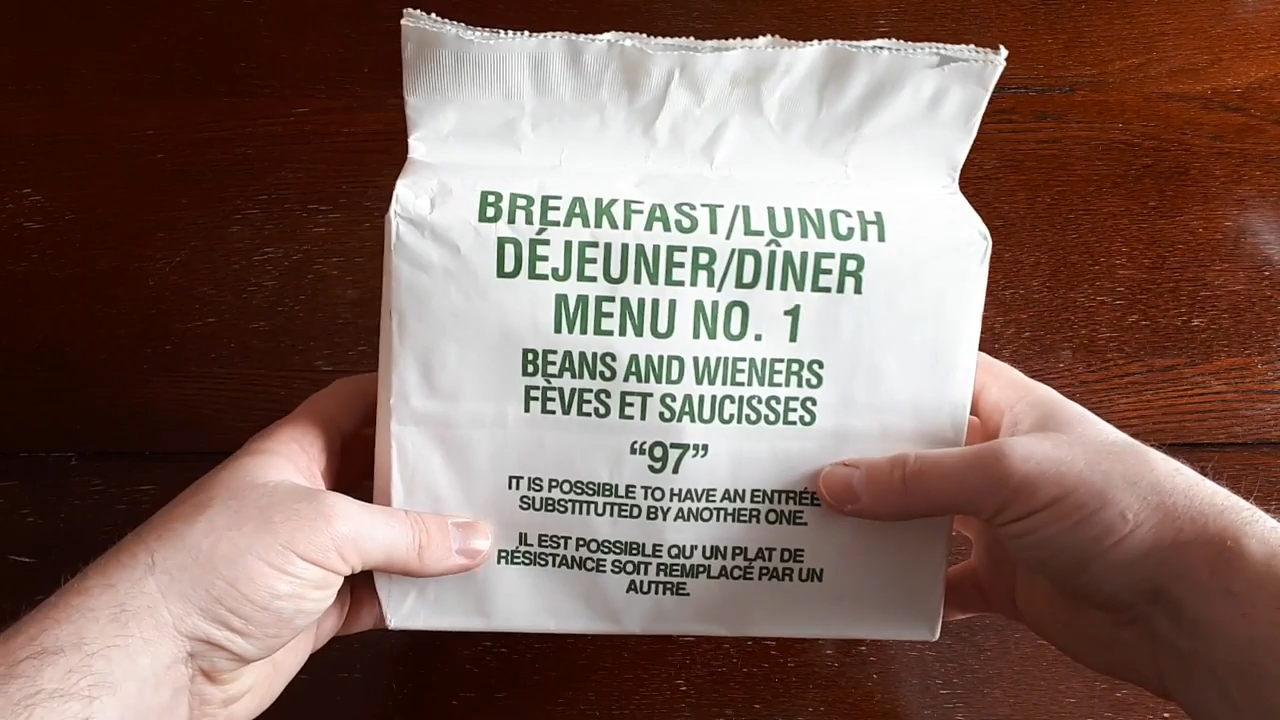 BREAKFAST/LUNCH
DÉJEUNER/DÎNER
MENU NO. 1
BEANS AND WIENERS
FÈVES ET SAUCISSES
“97”
IT IS POSSIBLE TO HAVE AN ENTRÉE
SUBSTITUTED BY ANOTHER ONE.
IL EST POSSIBLE QU' UN PLAT DE
RÉSISTANCE SOIT REMPLACÉ PAR UN
AUTRE.